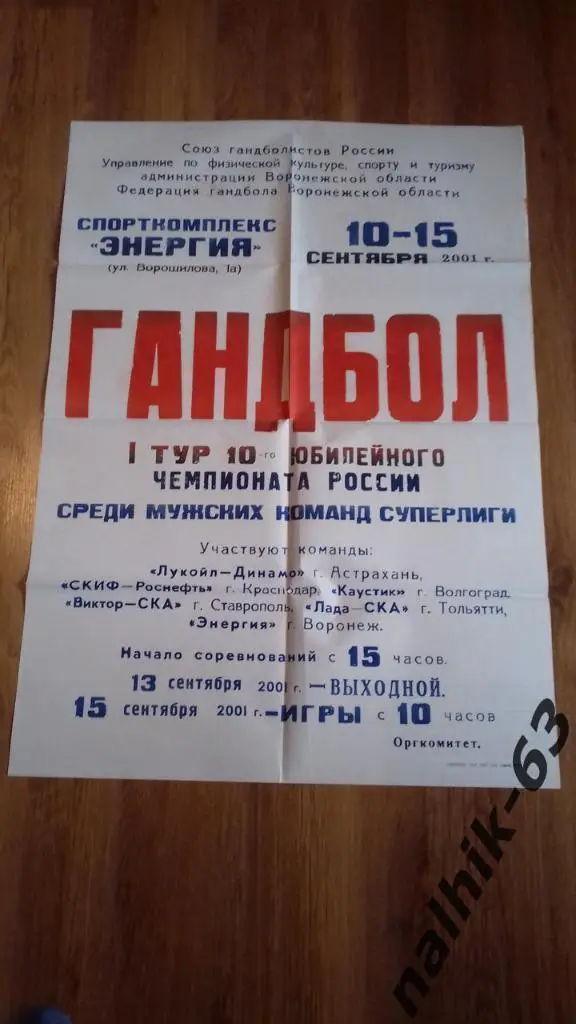 Союз гандболистов России
Управление по физической культуре, спорту и туризму
администрации Воронежской области
Федерация гандбола Воронежской области
СПОРТКОМПЛЕКС
«ЭНЕРГИЯ»
(ул. Ворошилова, 1а)
10-15
СЕНТЯБРЯ 2001 г.
ГАНДБОЛ
I ТУР 10-го ЮБИЛЕЙНОГО
ЧЕМПИОНАТА РОССИИ
СРЕДИ МУЖСКИХ КОМАНД СУПЕРЛИГИ
Участвуют команды:
«Лукойл—Динамо» г. Астрахань,
«СКИФ—Роснефть» г. Краснодар, «Каустик» г. Волгоград,
«Виктор—СКА» г. Ставрополь, «Лада—СКА» г. Тольятти,
«Энергия» г. Воронеж.
Начало соревнований с 15 часов.
13 сентября 2001 г. —ВЫХОДНОЙ.
15 сентября 2001 г.—ИГРЫ с 10 часов
Оргкомитет.
nalhik-63